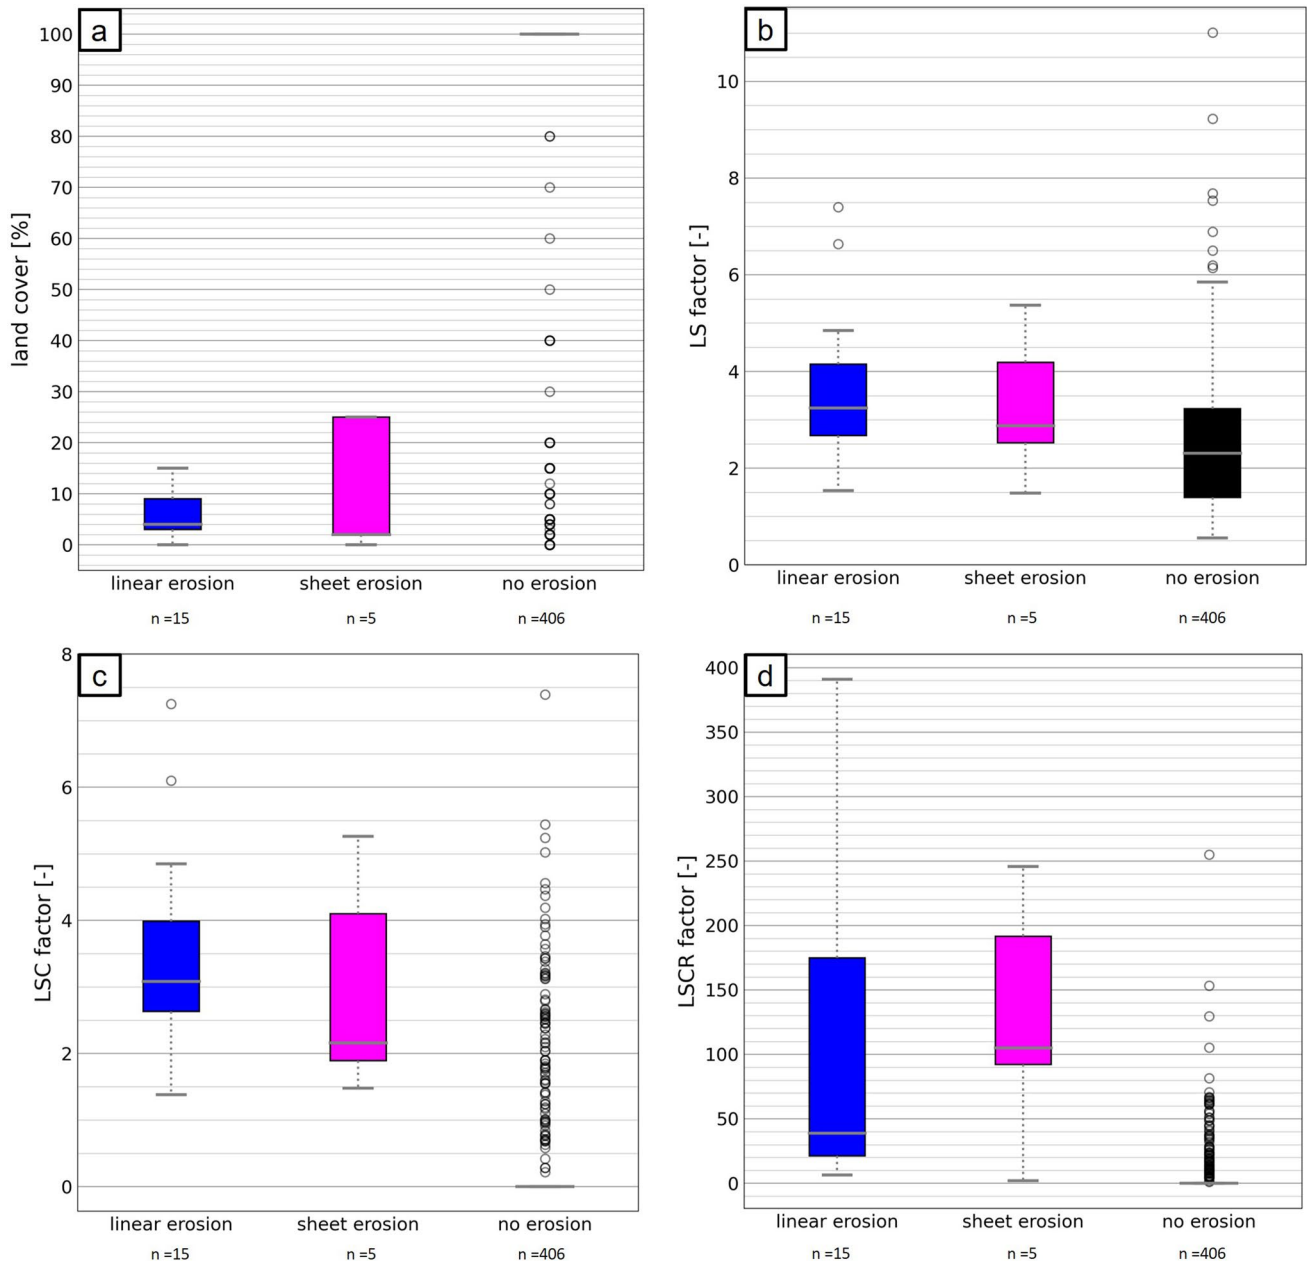 a
land cover [%]
100
90
80
70
60
50
40
30
20
10
0
linear erosion sheet erosion no erosion
n =15 n =5 n =406
b
LS factor [-]
10
8
6
4
2
0
linear erosion sheet erosion no erosion
n =15 n =5 n =406
c
LSC factor [-]
8
6
4
2
0
linear erosion sheet erosion no erosion
n =15 n =5 n =406
d
LSCR factor [-]
400
350
300
250
200
150
100
50
0
linear erosion sheet erosion no erosion
n =15 n =5 n =406